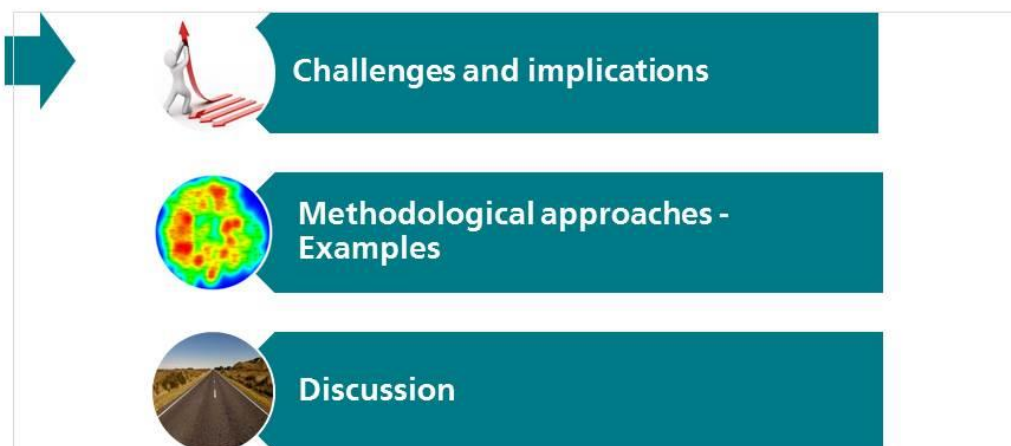 Challenges and implications
Methodological approaches -
Examples
Discussion